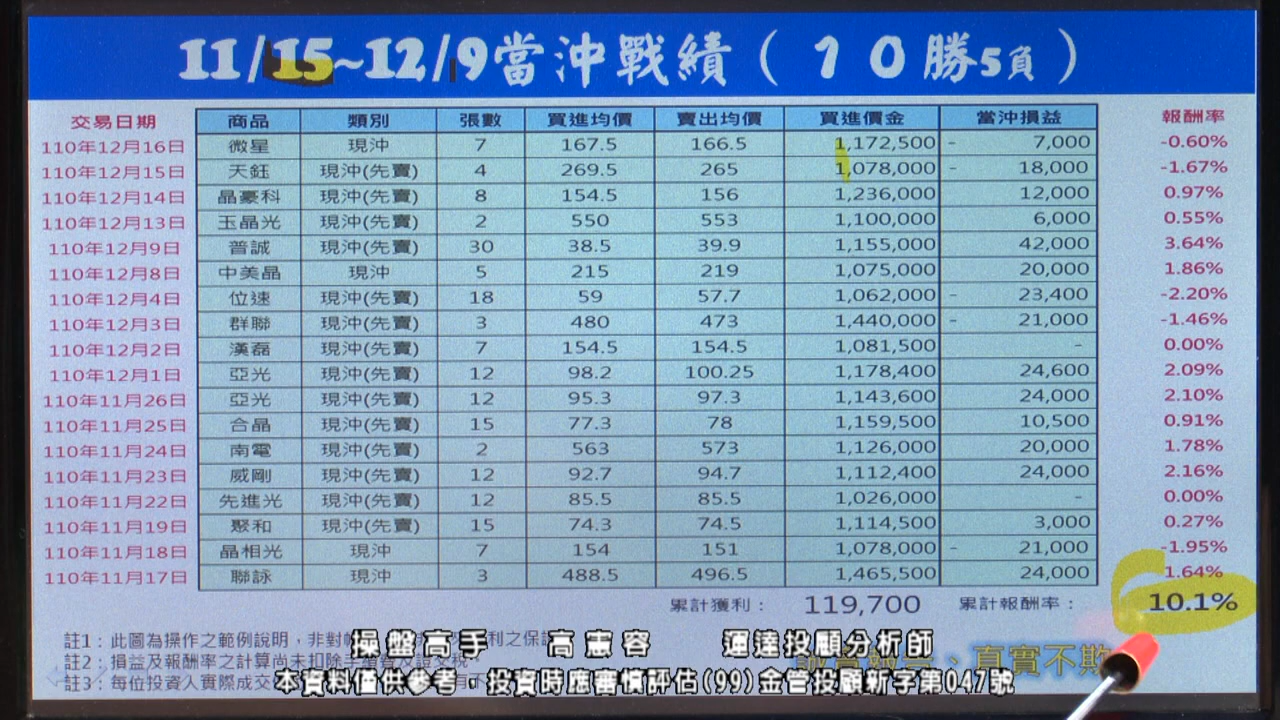 11/15~12/9當沖戰績(10勝5負)
交易日期 商品 類別 張數 買進均價 賣出均價 買進價金 當沖損益 報酬率
110年12月16日 微星 現沖 7 167.5 166.5 1,172,500 - 7,000 -0.60%
110年12月15日 天鈺 現沖(先賣) 4 269.5 265 1,078,000 - 18,000 -1.67%
110年12月14日 晶豪科 現沖(先賣) 8 154.5 156 1,236,000 12,000 0.97%
110年12月13日 玉晶光 現沖(先賣) 2 550 553 1,100,000 6,000 0.55%
110年12月9日 普誠 現沖(先賣) 30 38.5 39.9 1,155,000 42,000 3.64%
110年12月8日 中美晶 現沖 5 215 219 1,075,000 20,000 1.86%
110年12月4日 位速 現沖(先賣) 18 59 57.7 1,062,000 - 23,400 -2.20%
110年12月3日 群聯 現沖(先賣) 3 480 473 1,440,000 - 21,000 -1.46%
110年12月2日 漢磊 現沖(先賣) 7 154.5 154.5 1,081,500 - 0.00%
110年12月1日 亞光 現沖(先賣) 12 98.2 100.25 1,178,400 24,600 2.09%
110年11月26日 亞光 現沖(先賣) 12 95.3 97.3 1,143,600 24,000 2.10%
110年11月25日 合晶 現沖(先賣) 15 77.3 78 1,159,500 10,500 0.91%
110年11月24日 南電 現沖(先賣) 2 563 573 1,126,000 20,000 1.78%
110年11月23日 威剛 現沖(先賣) 12 92.7 94.7 1,112,400 24,000 2.16%
110年11月22日 先進光 現沖(先賣) 12 85.5 85.5 1,026,000 - 0.00%
110年11月19日 聚和 現沖(先賣) 15 74.3 74.5 1,114,500 3,000 0.27%
110年11月18日 晶相光 現沖 7 154 151 1,078,000 - 21,000 -1.95%
110年11月17日 聯詠 現沖 3 488.5 496.5 1,465,500 24,000 1.64%
累計獲利: 119,700 累計報酬率: 10.1%
註1:此圖為操作之範例說明,非對 利之保
操盤高手 高憲容 運達投顧分析師
註2:損益及報酬率之計算尚未扣除手 及證交稅。
誠實報告、真實不欺
註3:每位投資人實際成交
本資料僅供參考。投資時應審慎評估(99)金管投顧新字第047號